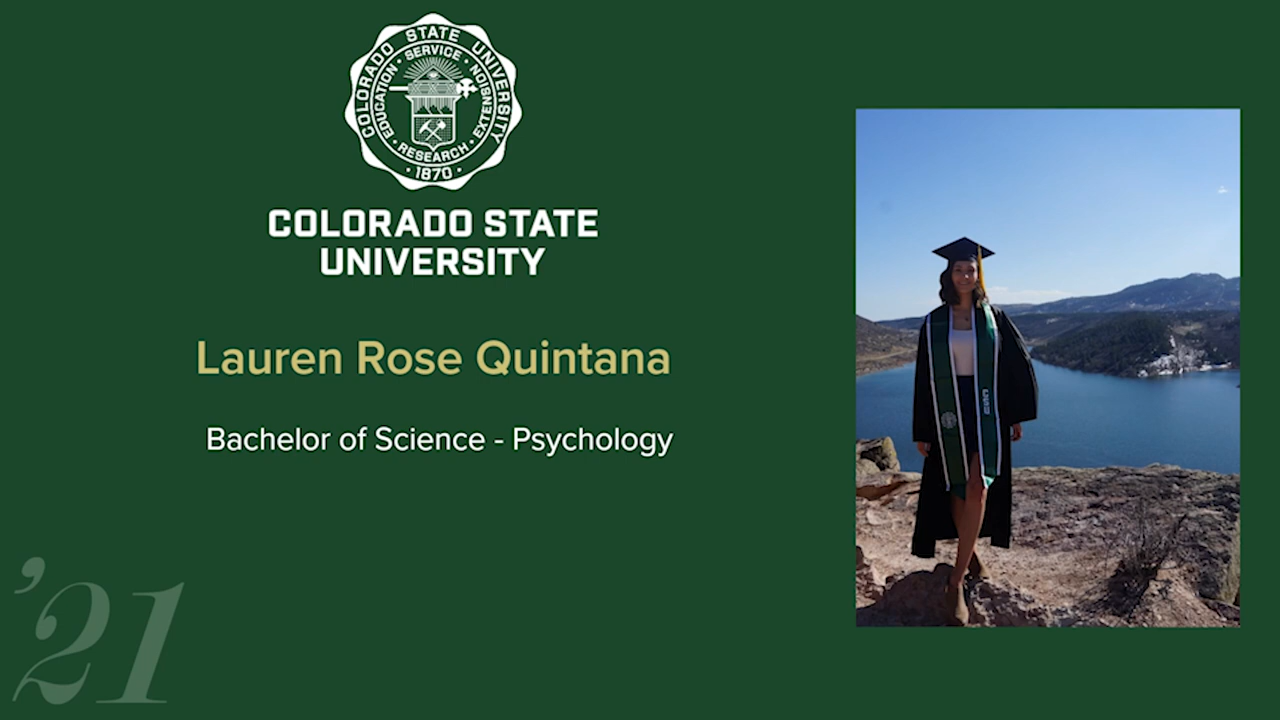 COLORADO STATE UNIVERSITY
EDUCATION • SERVICE • EXTENSION
• RESEARCH •
• 1870 •
COLORADO STATE
UNIVERSITY
Lauren Rose Quintana
Bachelor of Science - Psychology
’21